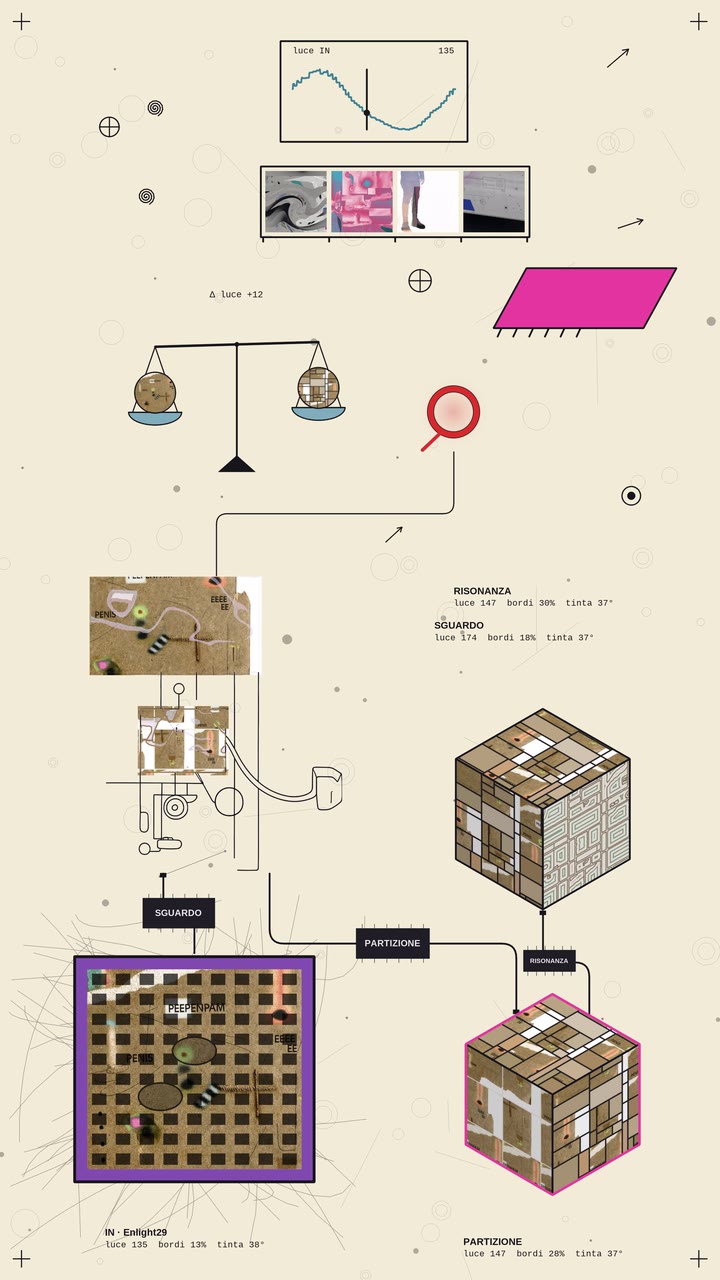 luce IN 135
Δ luce +12
RISONANZA
luce 147 bordi 30% tinta 37°
SGUARDO
luce 174 bordi 18% tinta 37°
PENIS
EEEE
EE
SGUARDO
PARTIZIONE
RISONANZA
PEEPENPAM
PENIS
EEEE
EE
IN · Enlight29
luce 135 bordi 13% tinta 38°
PARTIZIONE
luce 147 bordi 28% tinta 37°